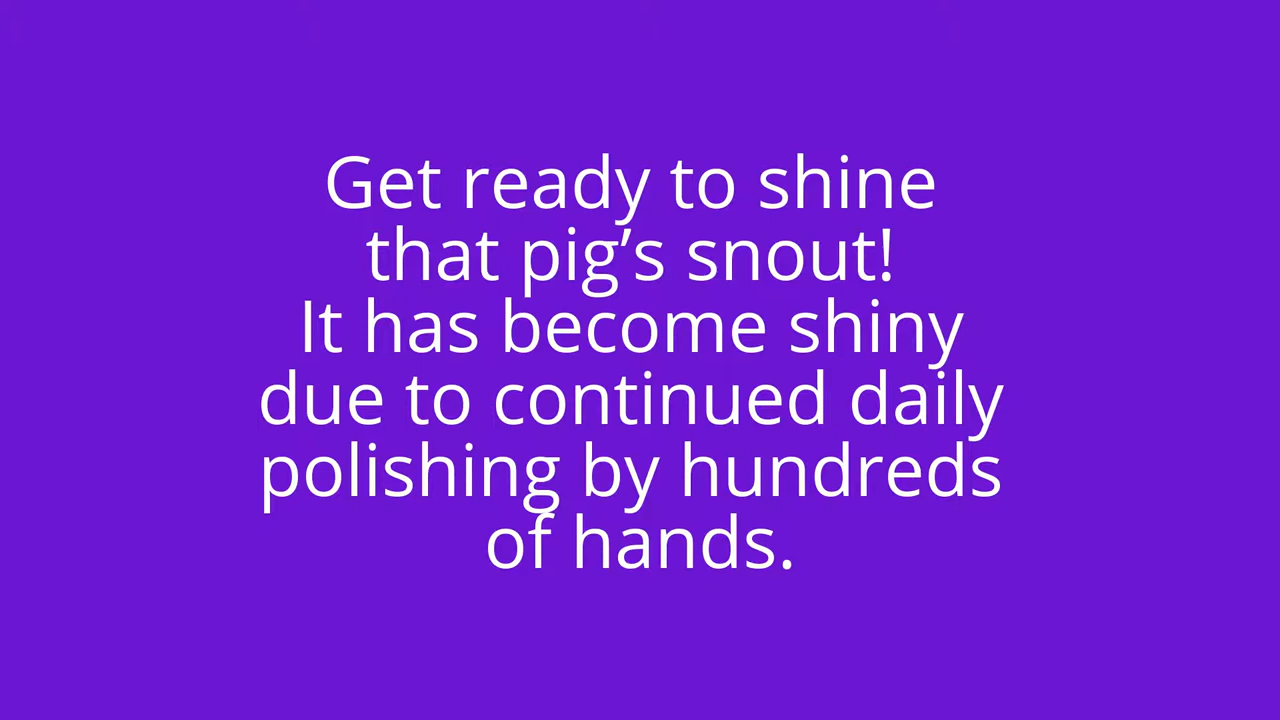 Get ready to shine
that pig’s snout!
It has become shiny
due to continued daily
polishing by hundreds
of hands.